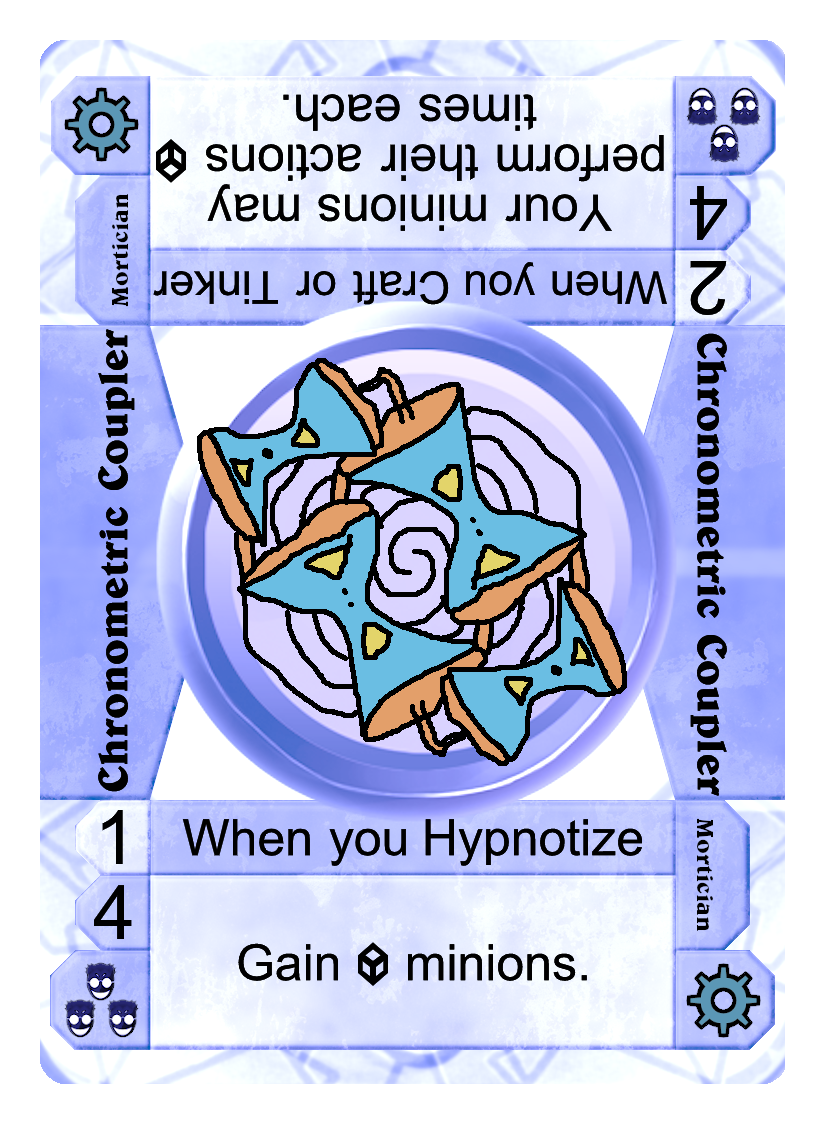 Your minions may
perform their actions
times each.
When you Craft or Tinker
4
2
Mortician
Chronometric Coupler
Chronometric Coupler
1
When you Hypnotize
4
Gain minions.
Mortician